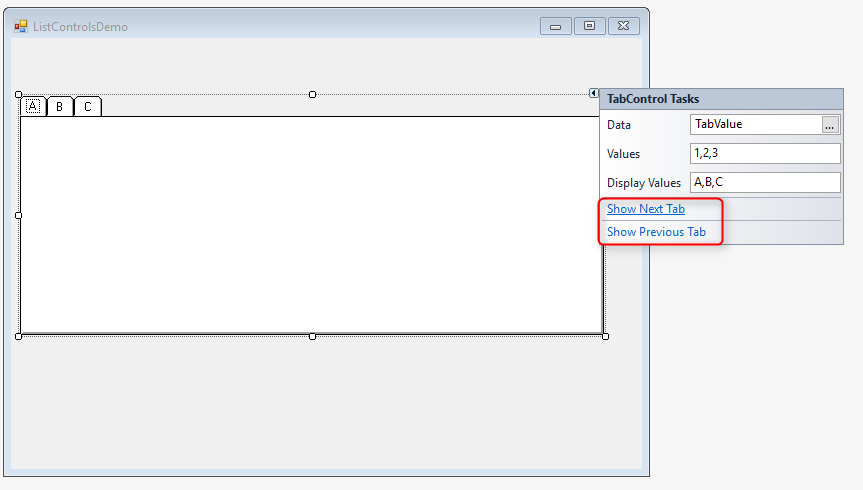 ListControlsDemo
A B C
TabControl Tasks
Data TabValue ...
Values 1,2,3
Display Values A,B,C
Show Next Tab
Show Previous Tab